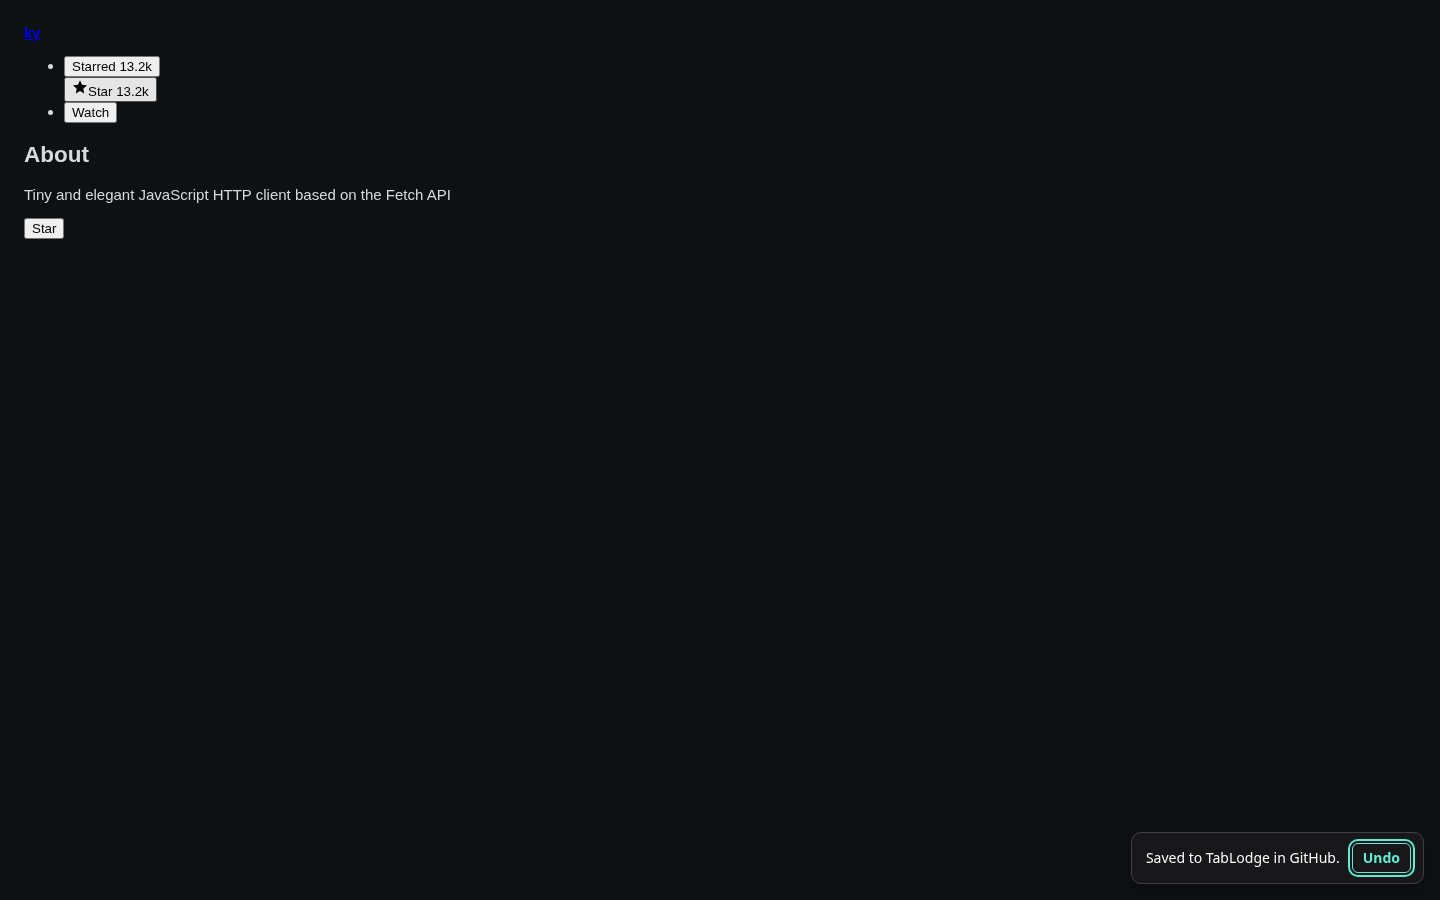 ky
Starred 13.2k
Star 13.2k
Watch
About
Tiny and elegant JavaScript HTTP client based on the Fetch API
Star
Saved to TabLodge in GitHub. Undo